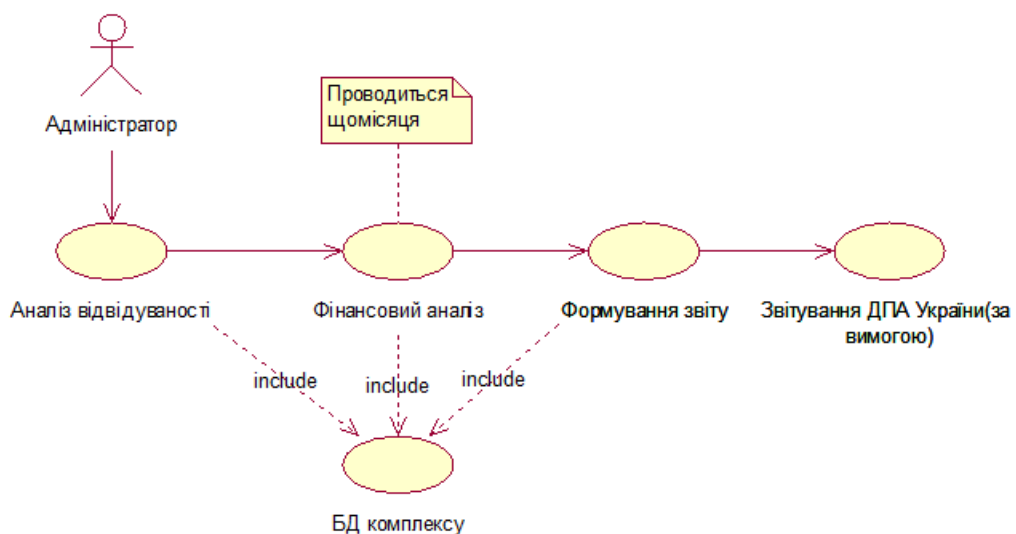 Проводиться
щомісяця
Адміністратор
Аналіз відвідуваності
Фінансовий аналіз
Формування звіту
Звітування ДПА України(за
вимогою)
include
include
include
БД комплексу